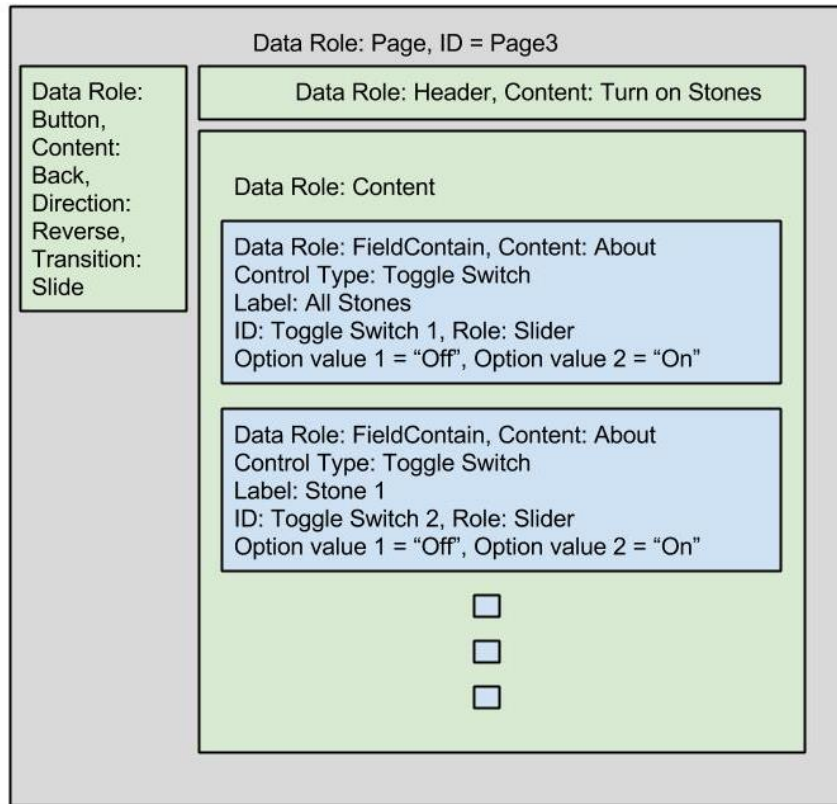 Data Role: Page, ID = Page3
Data Role:
Button,
Content:
Back,
Direction:
Reverse,
Transition:
Slide
Data Role: Header, Content: Turn on Stones
Data Role: Content
Data Role: FieldContain, Content: About
Control Type: Toggle Switch
Label: All Stones
ID: Toggle Switch 1, Role: Slider
Option value 1 = “Off”, Option value 2 = “On”
Data Role: FieldContain, Content: About
Control Type: Toggle Switch
Label: Stone 1
ID: Toggle Switch 2, Role: Slider
Option value 1 = “Off”, Option value 2 = “On”